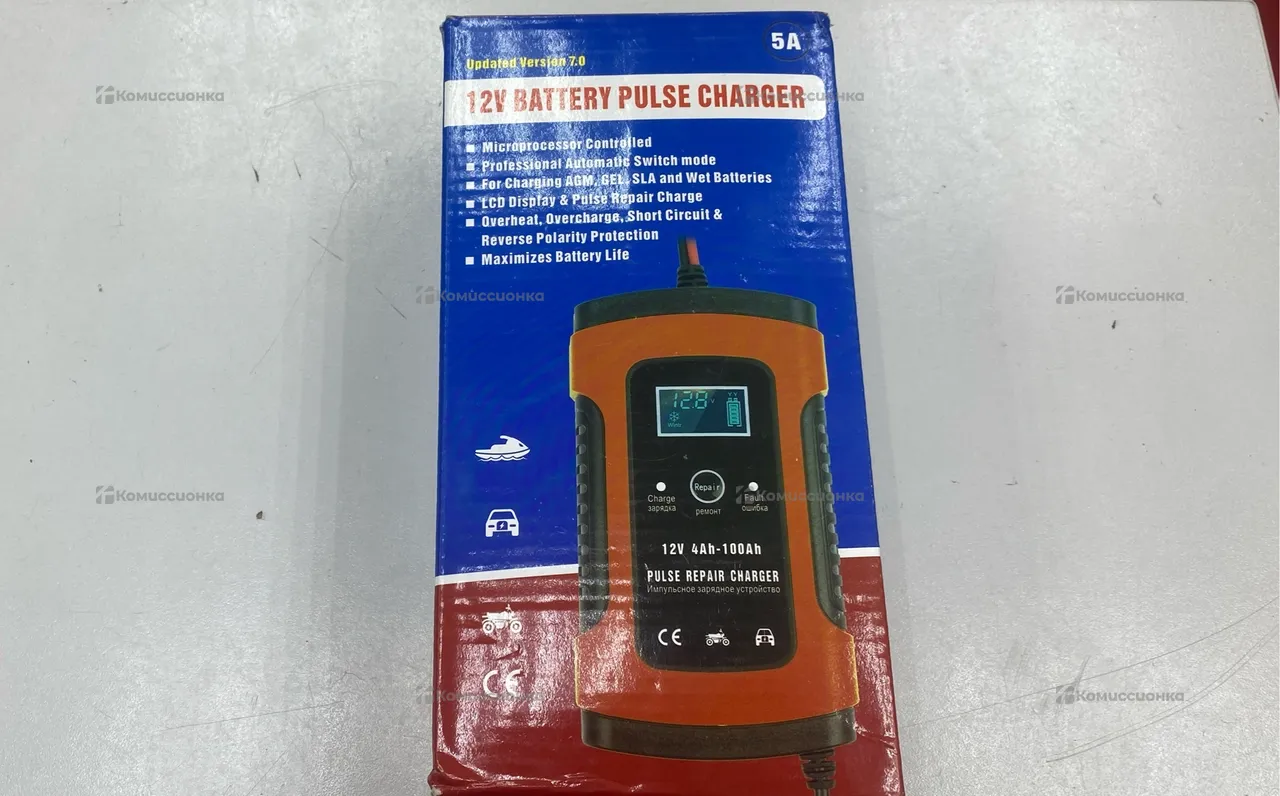 5A
Updated Version 7.0
12V BATTERY PULSE CHARGER
Microprocessor Controlled
Professional Automatic Switch mode
For Charging AGM, GEL, SLA and Wet Batteries
LCD Display & Pulse Repair Charge
Overheat, Overcharge, Short Circuit &
Reverse Polarity Protection
Maximizes Battery Life
12.8 V
Repair
Charge
Fault
зарядка
ремонт
ошибка
12V 4Ah-100Ah
PULSE REPAIR CHARGER
Импульсное зарядное устройство
CE
CE
Комиссионка
Комиссионка
Комиссионка
Комиссионка
Комиссионка
Комиссионка
Комиссионка
Комиссионка